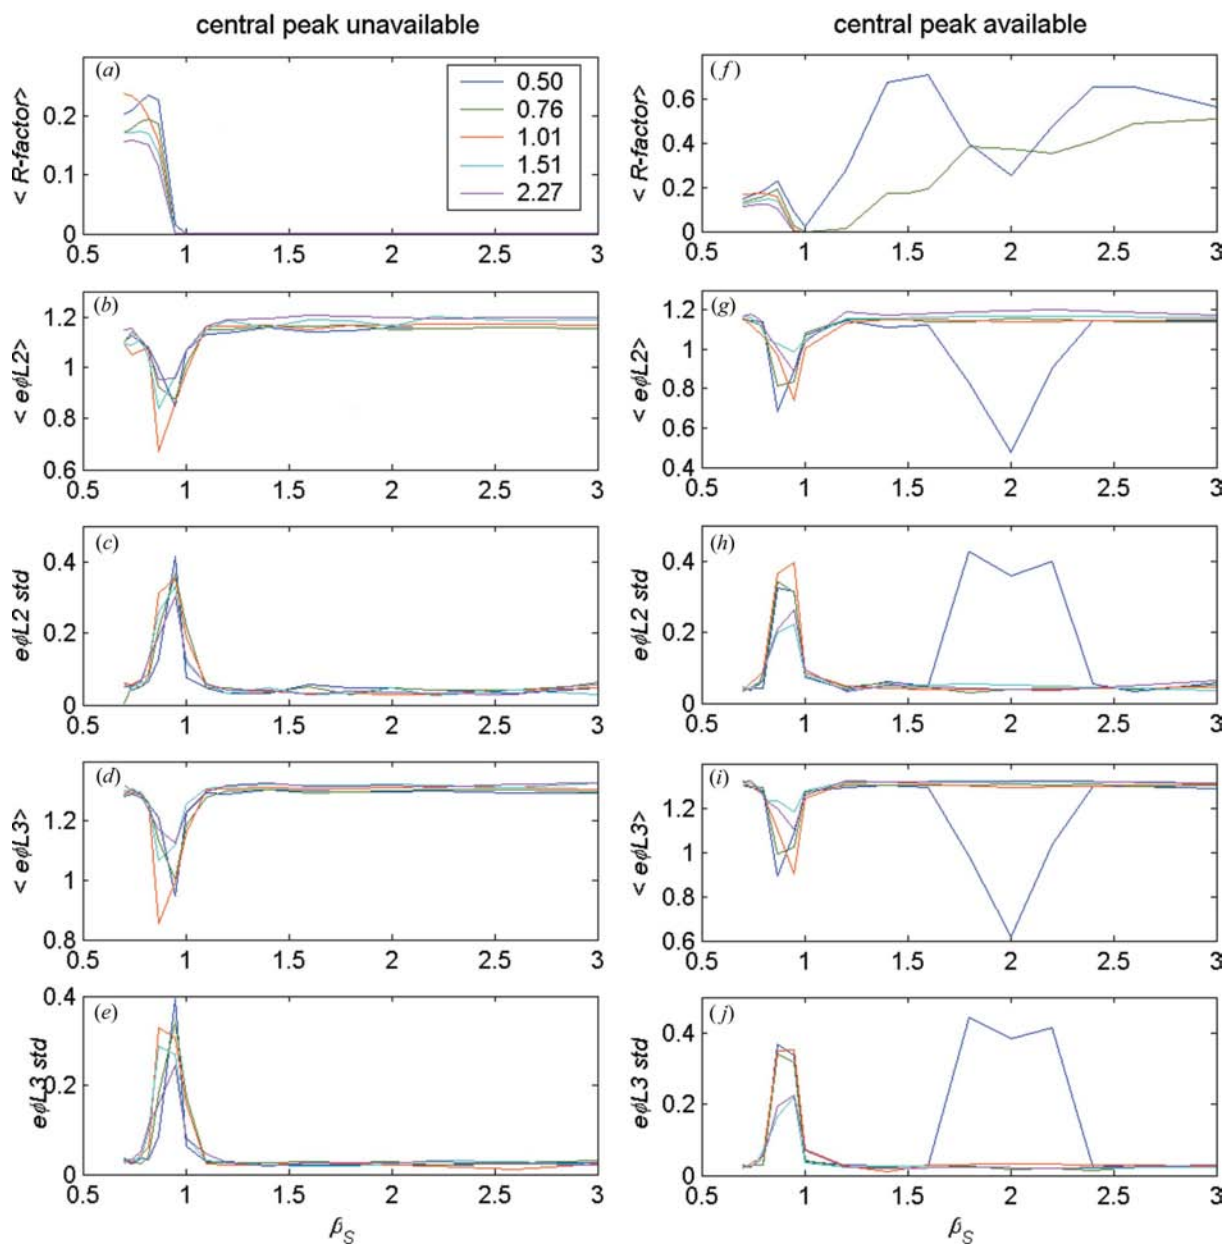 central peak unavailable
central peak available
(a)
0.50
0.76
1.01
1.51
2.27
< R-factor>
0.2
0.1
0
0.5 1 1.5 2 2.5 3
(f)
< R-factor>
0.6
0.4
0.2
0
0.5 1 1.5 2 2.5 3
(b)
< eϕL2>
1.2
1
0.8
0.6
0.5 1 1.5 2 2.5 3
(g)
< eϕL2>
1.2
1
0.8
0.6
0.4
0.5 1 1.5 2 2.5 3
(c)
eϕL2 std
0.4
0.2
0
0.5 1 1.5 2 2.5 3
(h)
eϕL2 std
0.4
0.2
0
0.5 1 1.5 2 2.5 3
(d)
< eϕL3>
1.2
1
0.8
0.5 1 1.5 2 2.5 3
(i)
< eϕL3>
1.2
1
0.8
0.6
0.5 1 1.5 2 2.5 3
(e)
eϕL3 std
0.4
0.2
0
0.5 1 1.5 2 2.5 3
(j)
eϕL3 std
0.4
0.2
0
0.5 1 1.5 2 2.5 3